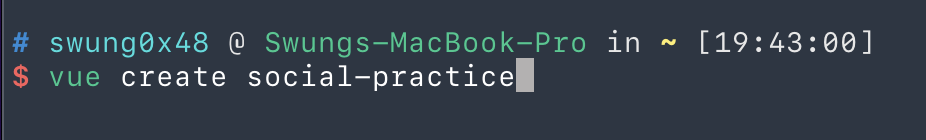 # swung0x48 @ Swungs-MacBook-Pro in ~ [19:43:00]
$ vue create social-practice